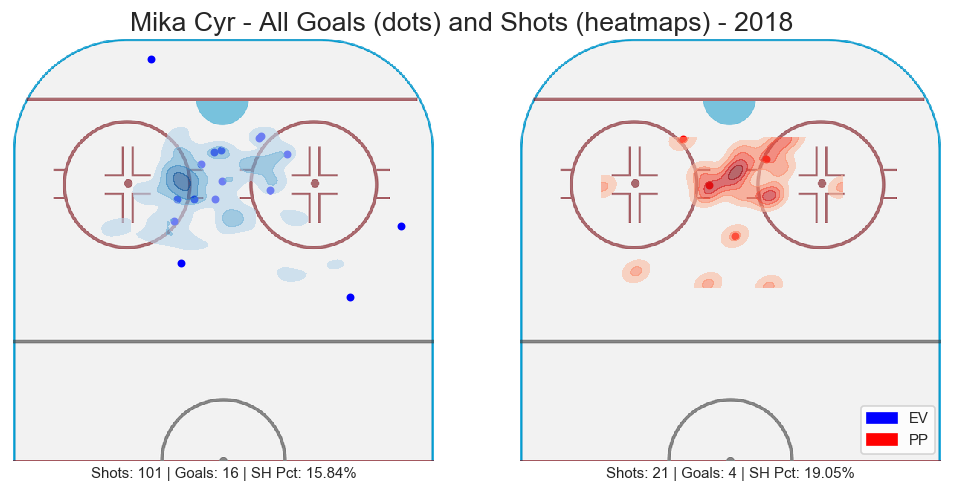 Mika Cyr - All Goals (dots) and Shots (heatmaps) - 2018
EV
PP
Shots: 101 | Goals: 16 | SH Pct: 15.84%
Shots: 21 | Goals: 4 | SH Pct: 19.05%